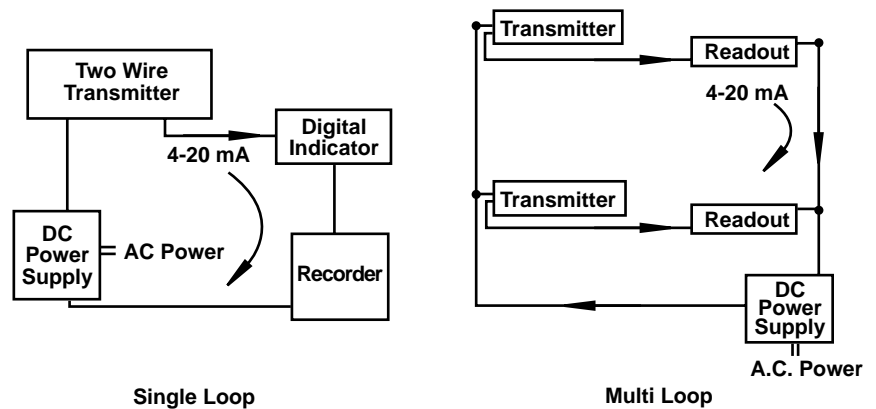 Two Wire
Transmitter
4-20 mA
Digital
Indicator
DC
Power
Supply
AC Power
Recorder
Single Loop
Transmitter
Readout
4-20 mA
Transmitter
Readout
DC
Power
Supply
A.C. Power
Multi Loop